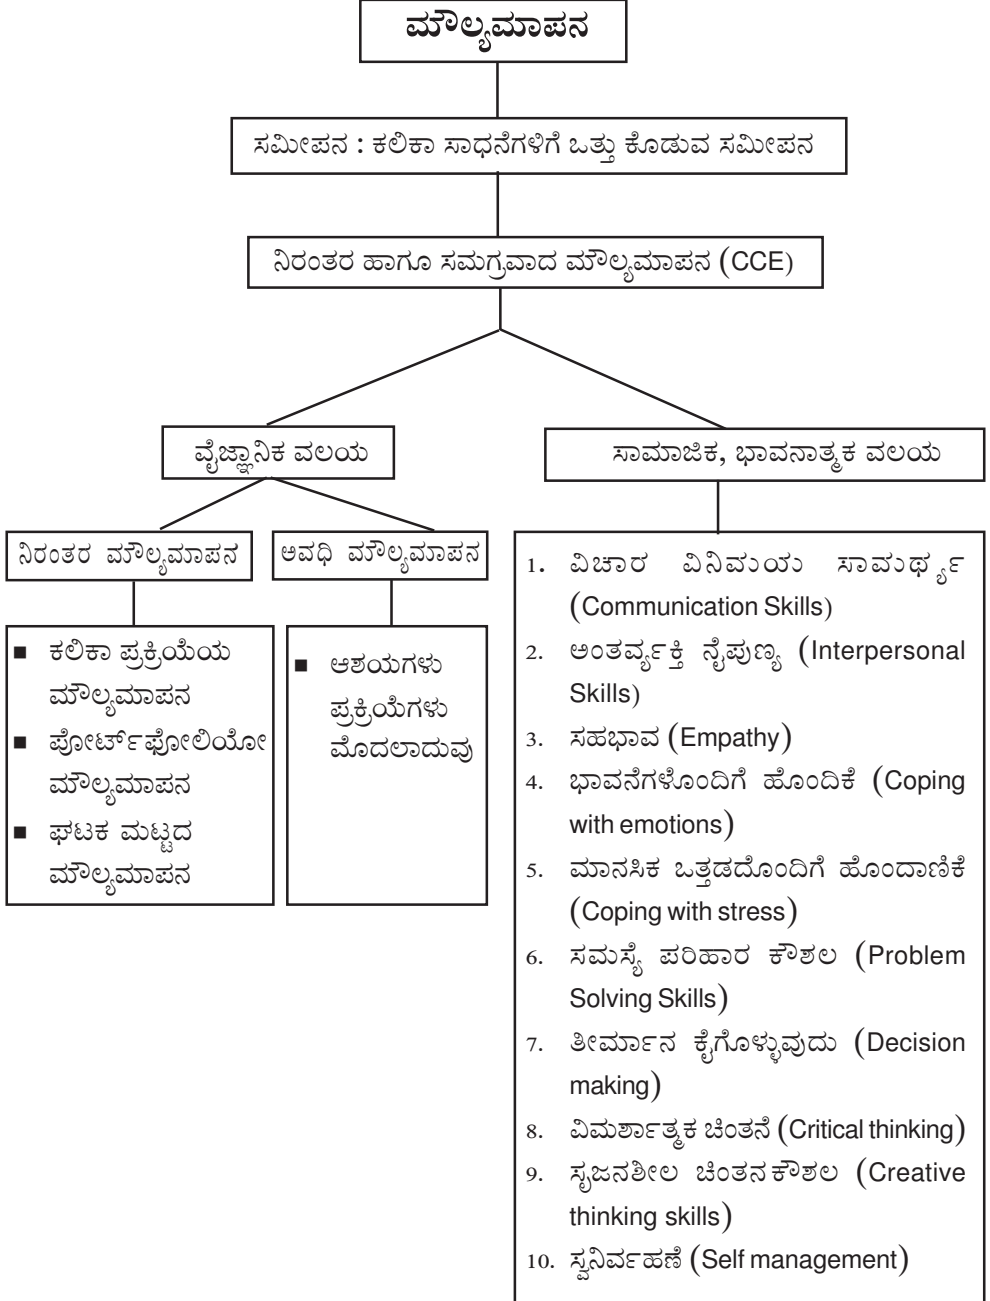 ಮೌಲ್ಯಮಾಪನ
ಸಮೀಪನ : ಕಲಿಕಾ ಸಾಧನೆಗಳಿಗೆ ಒತ್ತು ಕೊಡುವ ಸಮೀಪನ
ನಿರಂತರ ಹಾಗೂ ಸಮಗ್ರವಾದ ಮೌಲ್ಯಮಾಪನ (CCE)
ವೈಜ್ಞಾನಿಕ ವಲಯ
ನಿರಂತರ ಮೌಲ್ಯಮಾಪನ
■ ಕಲಿಕಾ ಪ್ರಕ್ರಿಯೆಯ
ಮೌಲ್ಯಮಾಪನ
■ ಪೋರ್ಟ್‌ಫೋಲಿಯೋ
ಮೌಲ್ಯಮಾಪನ
■ ಘಟಕ ಮಟ್ಟದ
ಮೌಲ್ಯಮಾಪನ
ಅವಧಿ ಮೌಲ್ಯಮಾಪನ
■ ಆಶಯಗಳು
ಪ್ರಕ್ರಿಯೆಗಳು
ಮೊದಲಾದುವು
ಸಾಮಾಜಿಕ, ಭಾವನಾತ್ಮಕ ವಲಯ
1. ವಿಚಾರ ವಿನಿಮಯ ಸಾಮರ್ಥ್ಯ
(Communication Skills)
2. ಅಂತರ್ವ್ಯಕ್ತಿ ನೈಪುಣ್ಯ (Interpersonal
Skills)
3. ಸಹಭಾವ (Empathy)
4. ಭಾವನೆಗಳೊಂದಿಗೆ ಹೊಂದಿಕೆ (Coping
with emotions)
5. ಮಾನಸಿಕ ಒತ್ತಡದೊಂದಿಗೆ ಹೊಂದಾಣಿಕೆ
(Coping with stress)
6. ಸಮಸ್ಯೆ ಪರಿಹಾರ ಕೌಶಲ (Problem
Solving Skills)
7. ತೀರ್ಮಾನ ಕೈಗೊಳ್ಳುವುದು (Decision
making)
8. ವಿಮರ್ಶಾತ್ಮಕ ಚಿಂತನೆ (Critical thinking)
9. ಸೃಜನಶೀಲ ಚಿಂತನ ಕೌಶಲ (Creative
thinking skills)
10. ಸ್ವನಿರ್ವಹಣೆ (Self management)